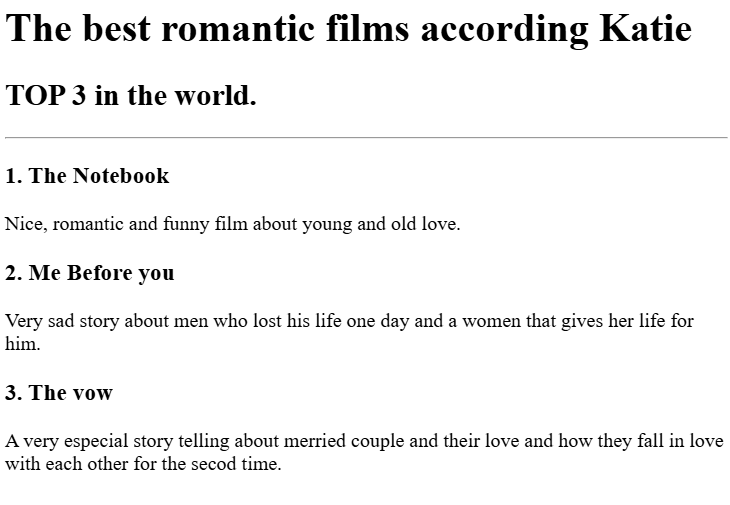 The best romantic films according Katie
TOP 3 in the world.
1. The Notebook
Nice, romantic and funny film about young and old love.
2. Me Before you
Very sad story about men who lost his life one day and a women that gives her life for
him.
3. The vow
A very especial story telling about merried couple and their love and how they fall in love
with each other for the secod time.